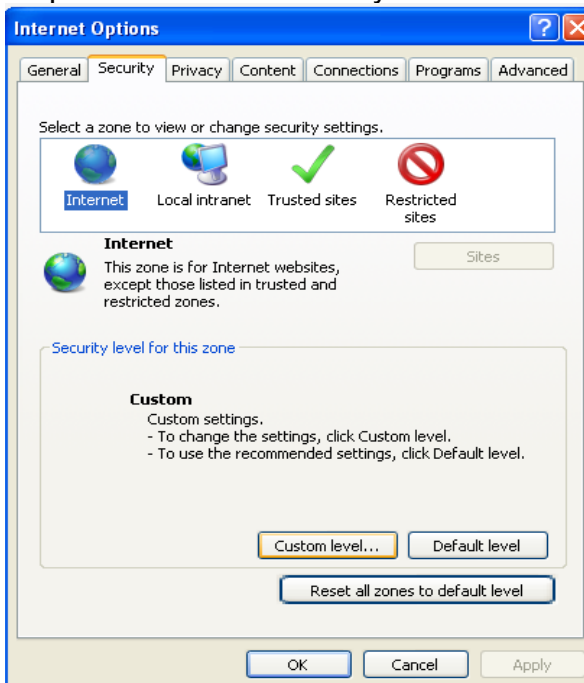 Internet Options
General Security Privacy Content Connections Programs Advanced
Select a zone to view or change security settings.
Internet Local intranet Trusted sites Restricted
sites
Internet
Sites
This zone is for Internet websites,
except those listed in trusted and
restricted zones.
Security level for this zone
Custom
Custom settings.
- To change the settings, click Custom level.
- To use the recommended settings, click Default level.
Custom level... Default level
Reset all zones to default level
OK Cancel Apply